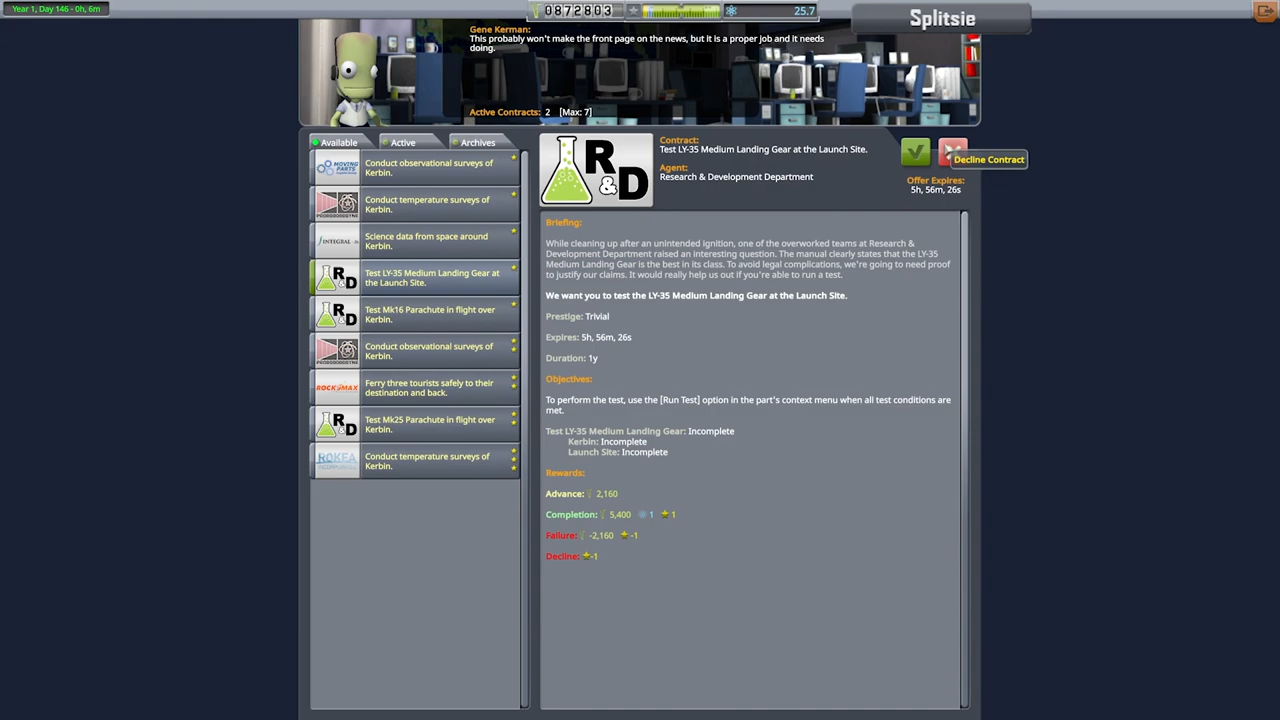 Year 1, Day 146 - 0h, 6m
0872803
25.7
Splitsie
Gene Kerman:
This probably won't make the front page on the news, but it is a proper job and it needs
doing.
Active Contracts: 2 [Max: 7]
Available
Active
Archives
MOVING PARTS
Conduct observational surveys of
Kerbin.
Conduct temperature surveys of
Kerbin.
INTEGRAL
Science data from space around
Kerbin.
R&D
Test LY-35 Medium Landing Gear at
the Launch Site.
R&D
Test Mk16 Parachute in flight over
Kerbin.
Conduct observational surveys of
Kerbin.
ROCKOMAX
Ferry three tourists safely to their
destination and back.
R&D
Test Mk25 Parachute in flight over
Kerbin.
ROKEA
INCORPORATED
Conduct temperature surveys of
Kerbin.
R
&D
Contract:
Test LY-35 Medium Landing Gear at the Launch Site.
Agent:
Research & Development Department
Decline Contract
Offer Expires:
5h, 56m, 26s
Briefing:
While cleaning up after an unintended ignition, one of the overworked teams at Research &
Development Department raised an interesting question. The manual clearly states that the LY-35
Medium Landing Gear is the best in its class. To avoid legal complications, we're going to need proof
to justify our claims. It would really help us out if you're able to run a test.
We want you to test the LY-35 Medium Landing Gear at the Launch Site.
Prestige: Trivial
Expires: 5h, 56m, 26s
Duration: 1y
Objectives:
To perform the test, use the [Run Test] option in the part's context menu when all test conditions are
met.
Test LY-35 Medium Landing Gear: Incomplete
Kerbin: Incomplete
Launch Site: Incomplete
Rewards:
Advance: 2,160
Completion: 5,400 1 1
Failure: -2,160 -1
Decline: -1